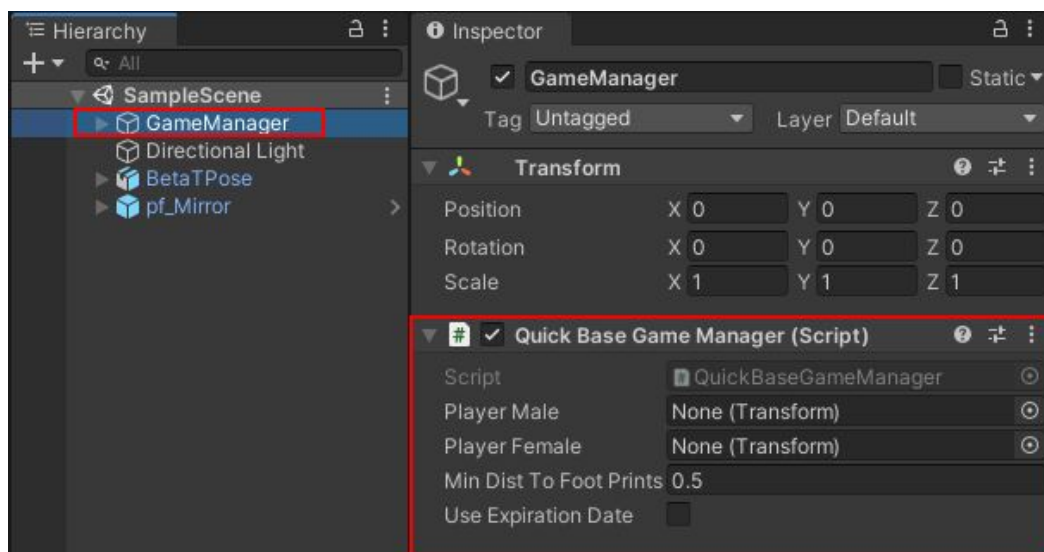 Hierarchy
All
SampleScene
GameManager
Directional Light
BetaTPose
pf_Mirror
Inspector
GameManager Static
Tag Untagged Layer Default
Transform
Position X 0 Y 0 Z 0
Rotation X 0 Y 0 Z 0
Scale X 1 Y 1 Z 1
# Quick Base Game Manager (Script)
Script QuickBaseGameManager
Player Male None (Transform)
Player Female None (Transform)
Min Dist To Foot Prints 0.5
Use Expiration Date